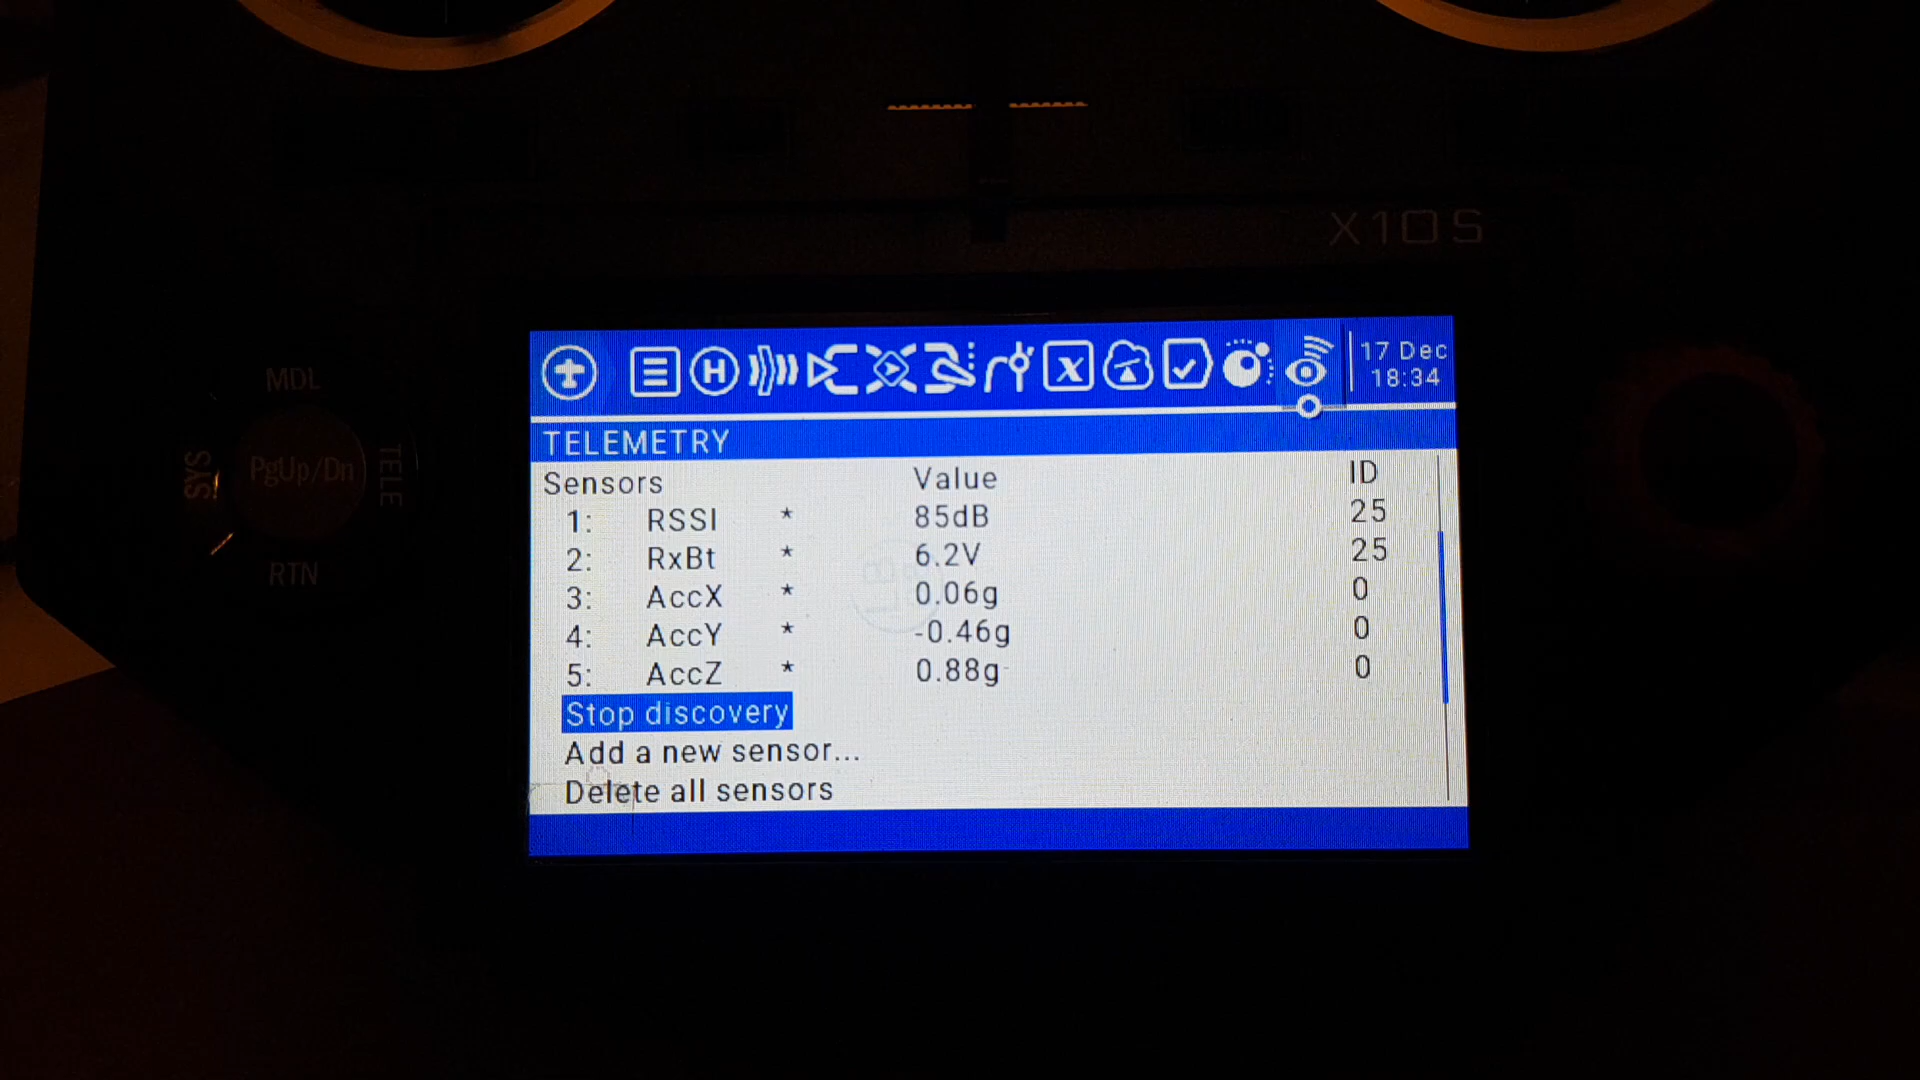 X10S
MDL
SYS
PgUp/Dn
TELE
RTN
17 Dec
18:34
TELEMETRY
Sensors Value ID
1: RSSI * 85dB 25
2: RxBt * 6.2V 25
3: AccX * 0.06g 0
4: AccY * -0.46g 0
5: AccZ * 0.88g 0
Stop discovery
Add a new sensor...
Delete all sensors